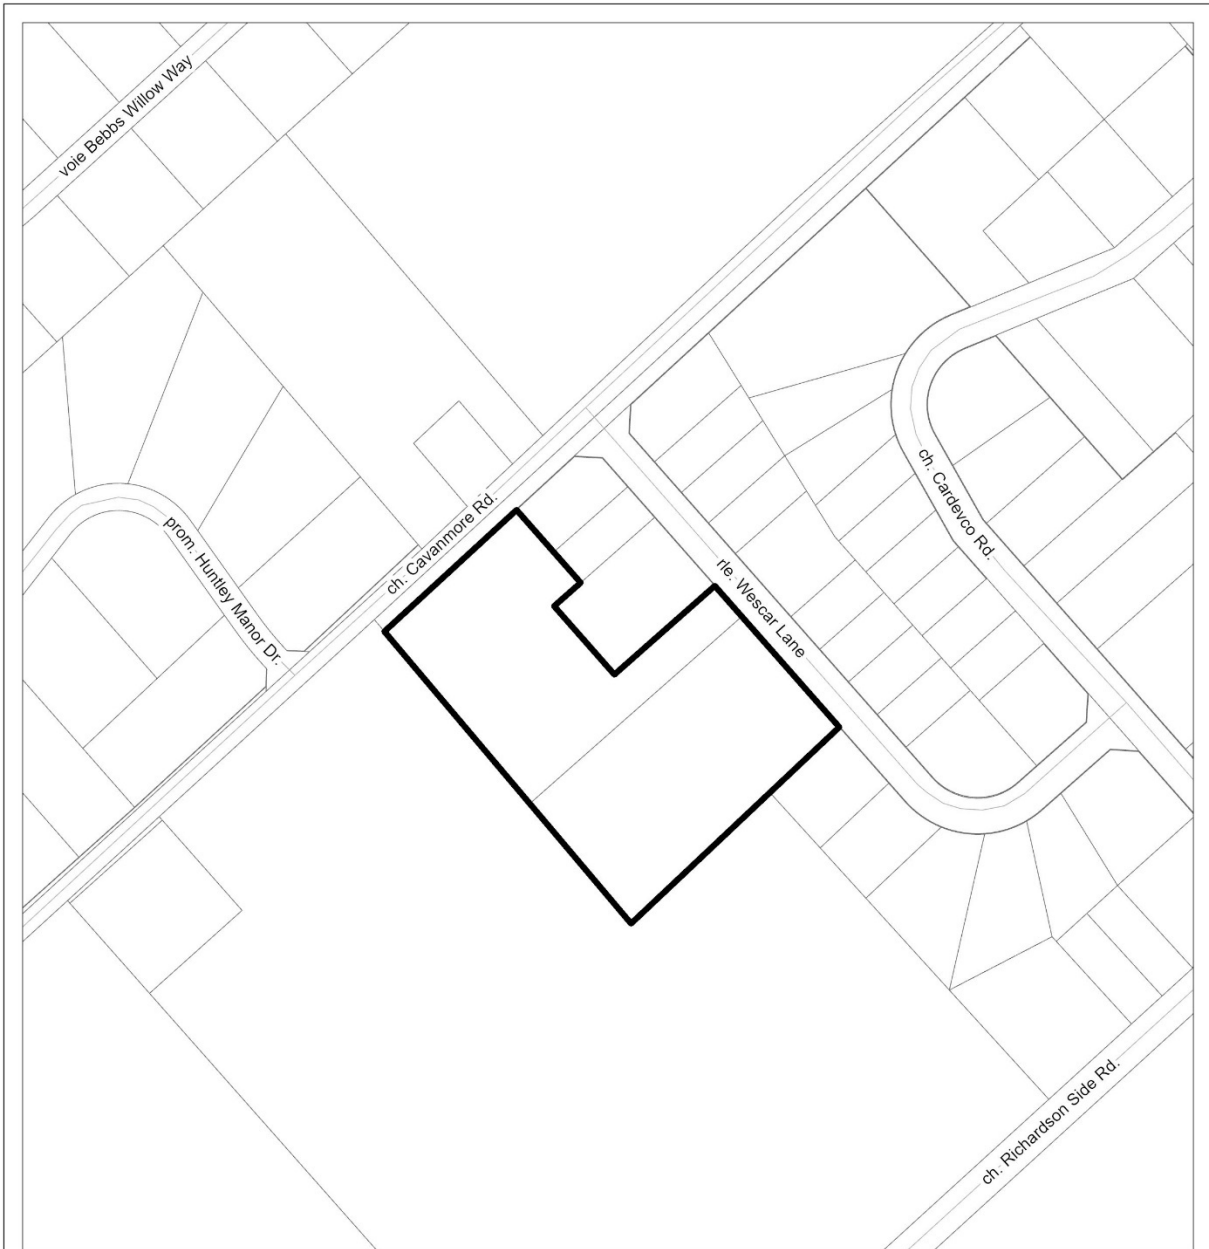 voie Bebbs Willow Way
ch. Cavanmore Rd.
prom. Huntley Manor Dr.
ch. Cardevco Rd.
rle. Wescar Lane
ch. Richardson Side Rd.